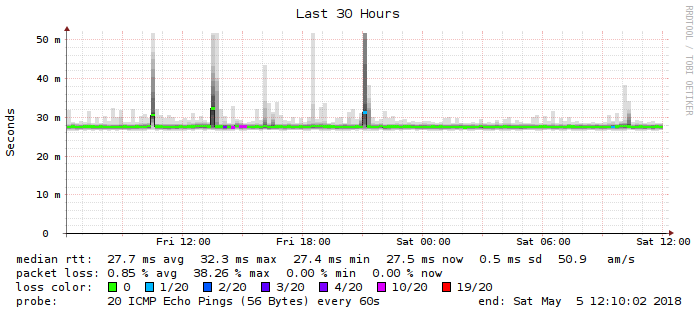 Last 30 Hours
RRDTOOL / TOBI OETIKER
Seconds
50 m
40 m
30 m
20 m
10 m
0
Fri 12:00 Fri 18:00 Sat 00:00 Sat 06:00 Sat 12:00
median rtt: 27.7 ms avg 32.3 ms max 27.4 ms min 27.5 ms now 0.5 ms sd 50.9 am/s
packet loss: 0.85 % avg 38.26 % max 0.00 % min 0.00 % now
loss color: 0 1/20 2/20 3/20 4/20 10/20 19/20
probe: 20 ICMP Echo Pings (56 Bytes) every 60s end: Sat May 5 12:10:02 2018